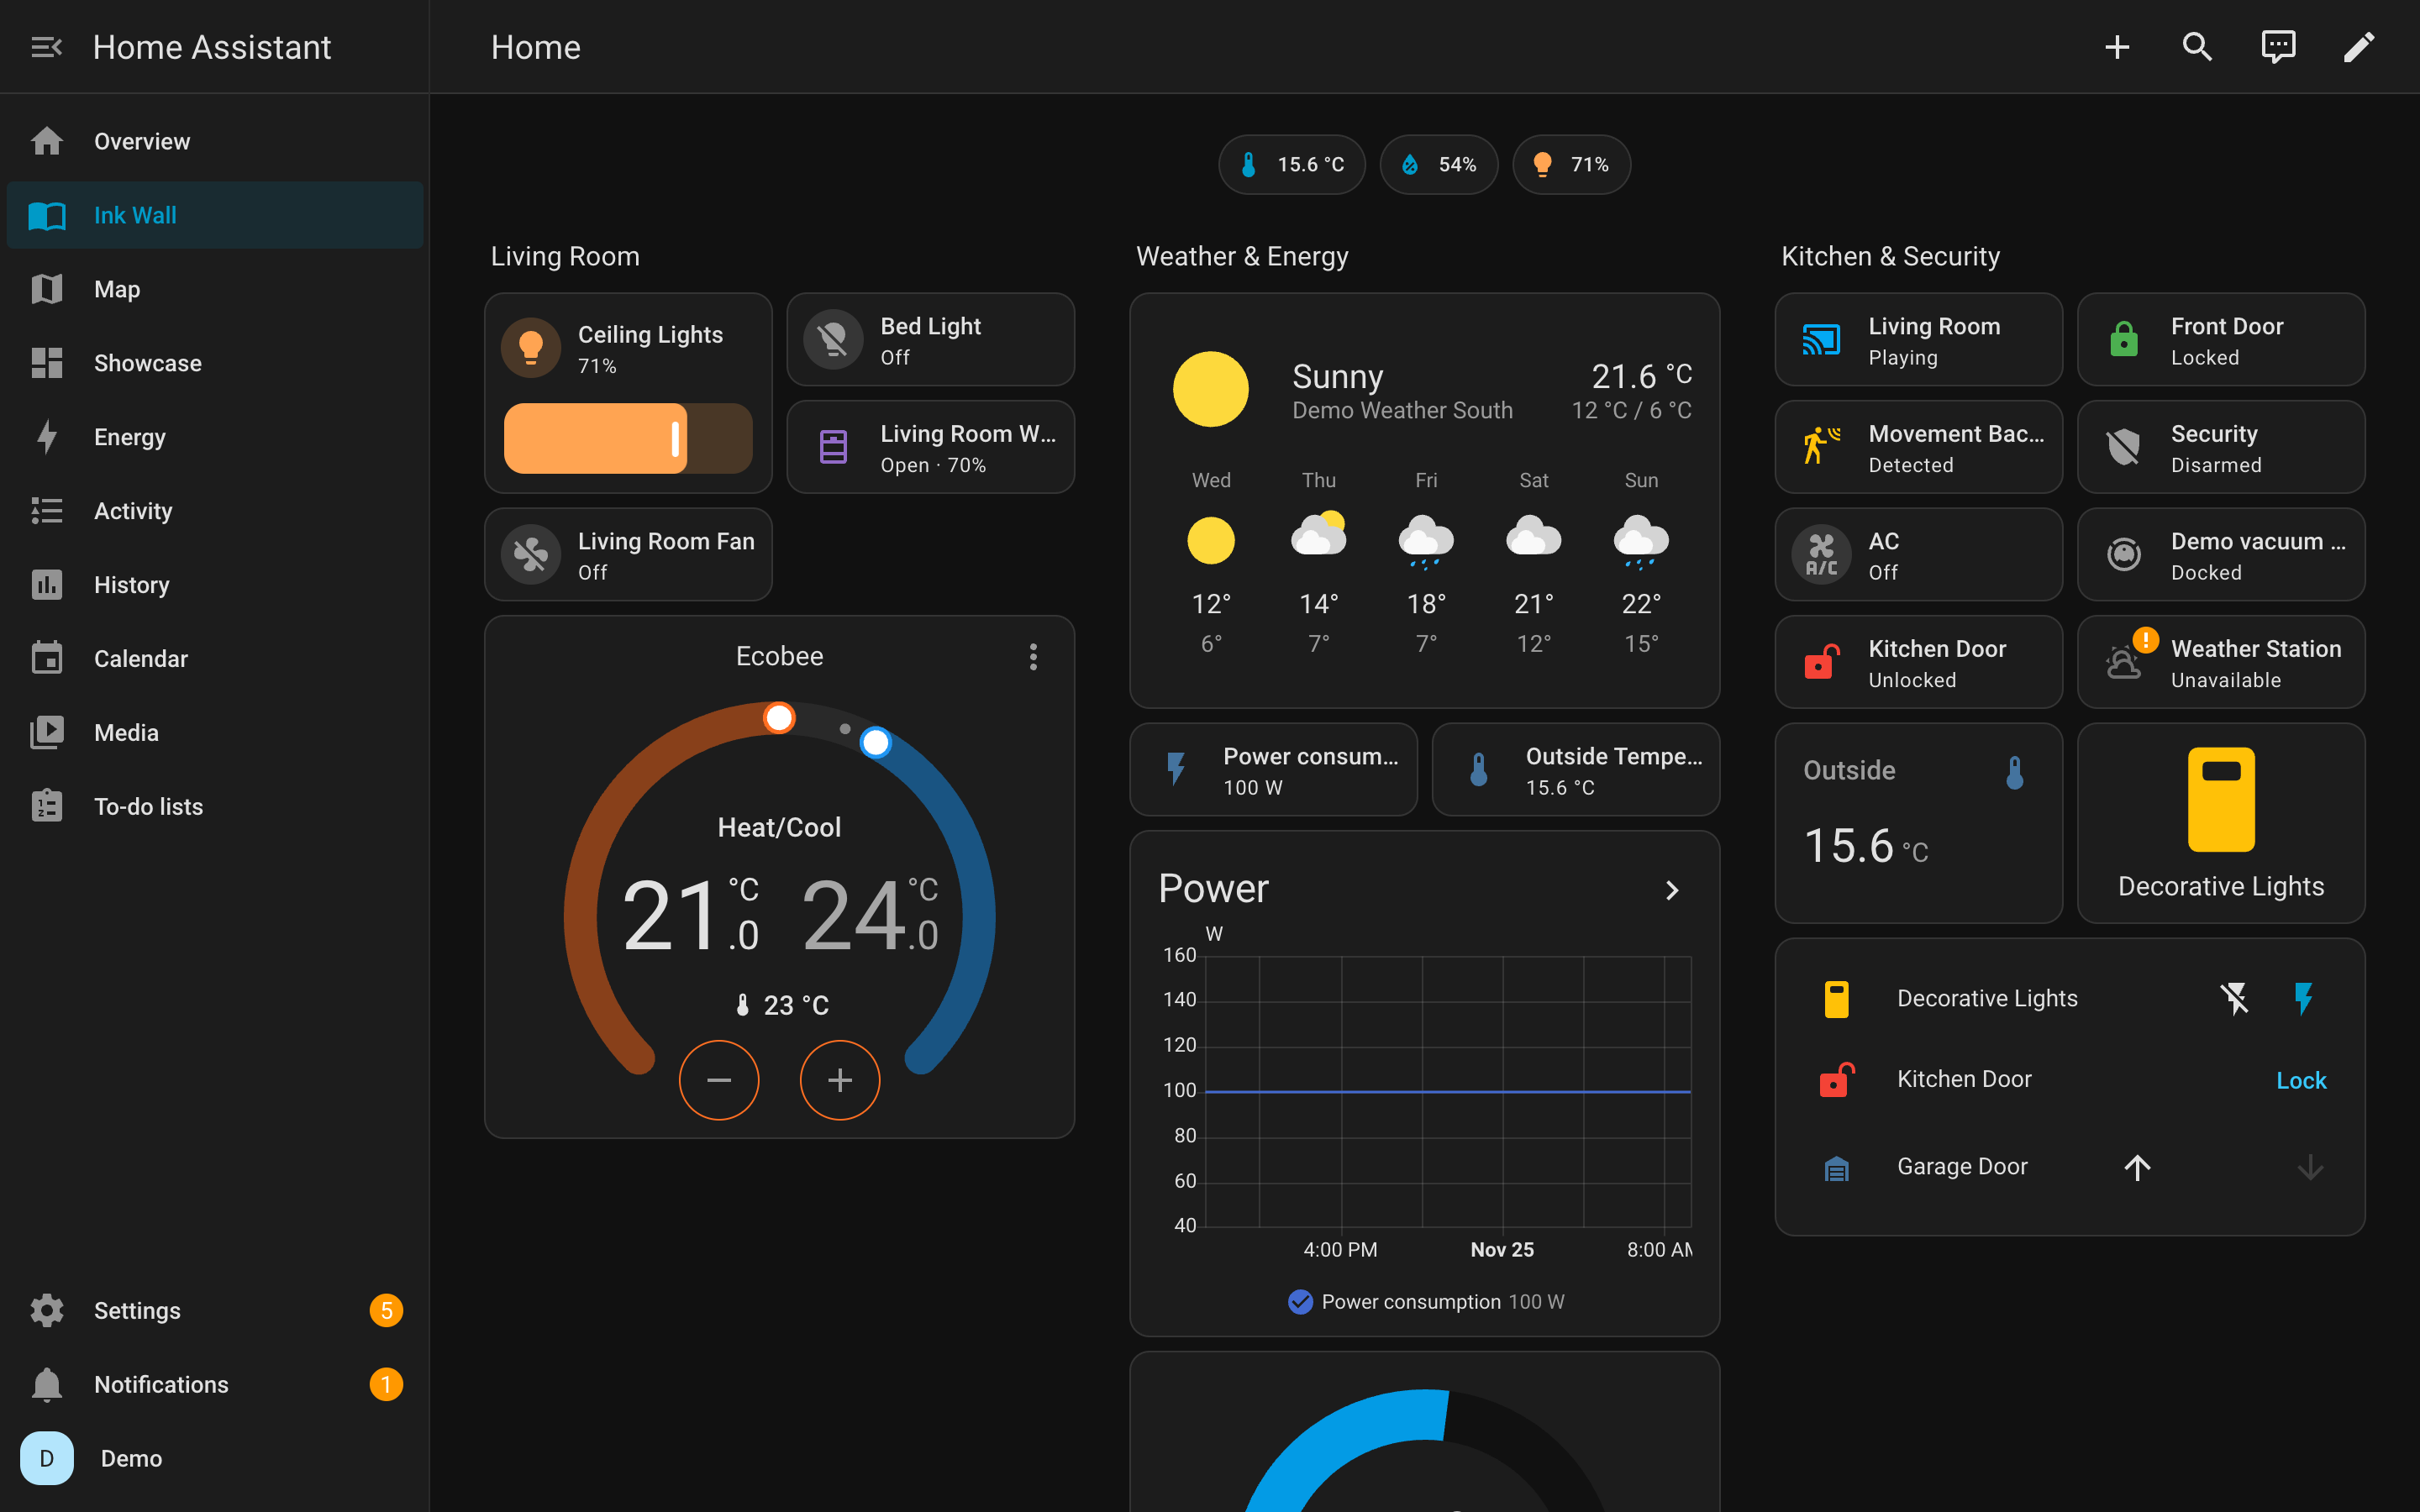 Home Assistant
Overview
Ink Wall
Map
Showcase
Energy
Activity
History
Calendar
Media
To-do lists
Settings 5
Notifications 1
D Demo
Home
15.6 °C 54% 71%
Living Room
Ceiling Lights
71%
Bed Light
Off
Living Room W...
Open · 70%
Living Room Fan
Off
Ecobee
Heat/Cool
21.0 °C 24.0 °C
23 °C
Weather & Energy
Sunny
Demo Weather South
21.6 °C
12 °C / 6 °C
Wed Thu Fri Sat Sun
12° 14° 18° 21° 22°
6° 7° 7° 12° 15°
Power consum...
100 W
Outside Tempe...
15.6 °C
Power
W
160
140
120
100
80
60
40
4:00 PM Nov 25 8:00 AM
Power consumption 100 W
Kitchen & Security
Living Room
Playing
Front Door
Locked
Movement Bac...
Detected
Security
Disarmed
A/C
AC
Off
Demo vacuum ...
Docked
Kitchen Door
Unlocked
Weather Station
Unavailable
Outside
15.6 °C
Decorative Lights
Decorative Lights
Kitchen Door Lock
Garage Door